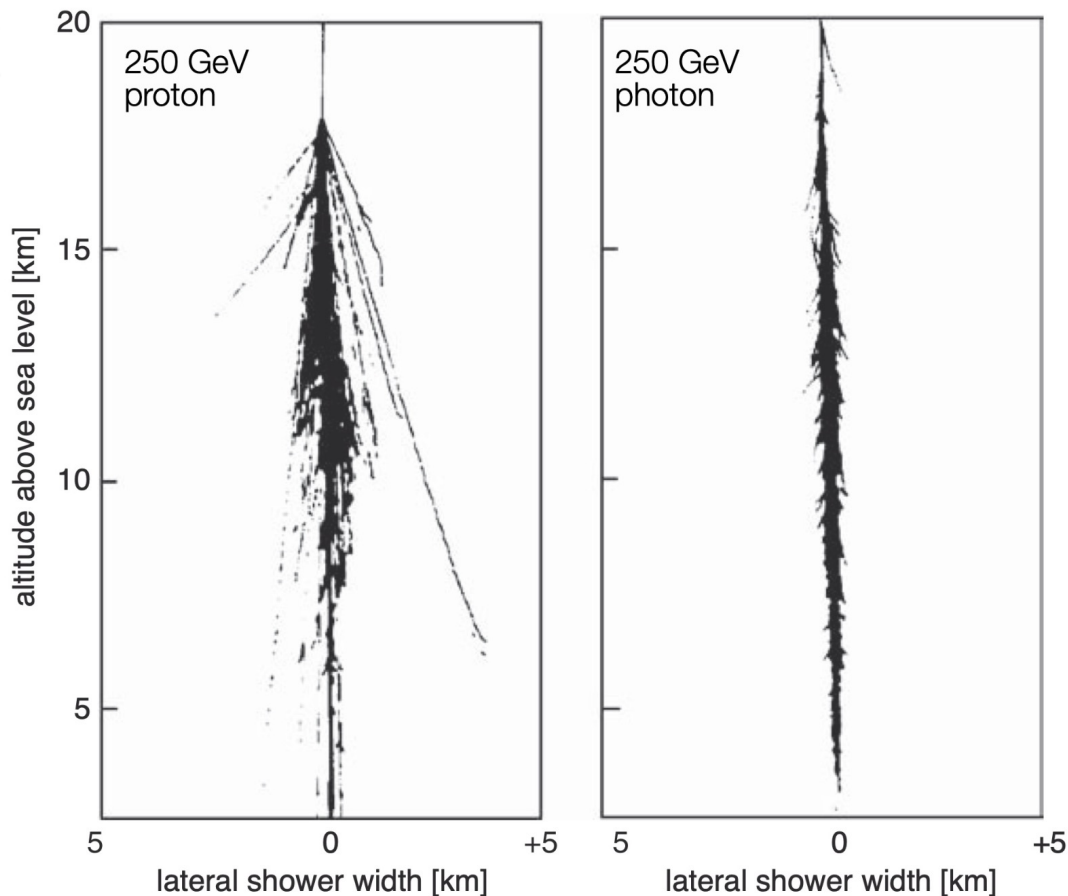 20
250 GeV
proton
250 GeV
photon
15
10
5
altitude above sea level [km]
5
0
+5
lateral shower width [km]
5
0
+5
lateral shower width [km]